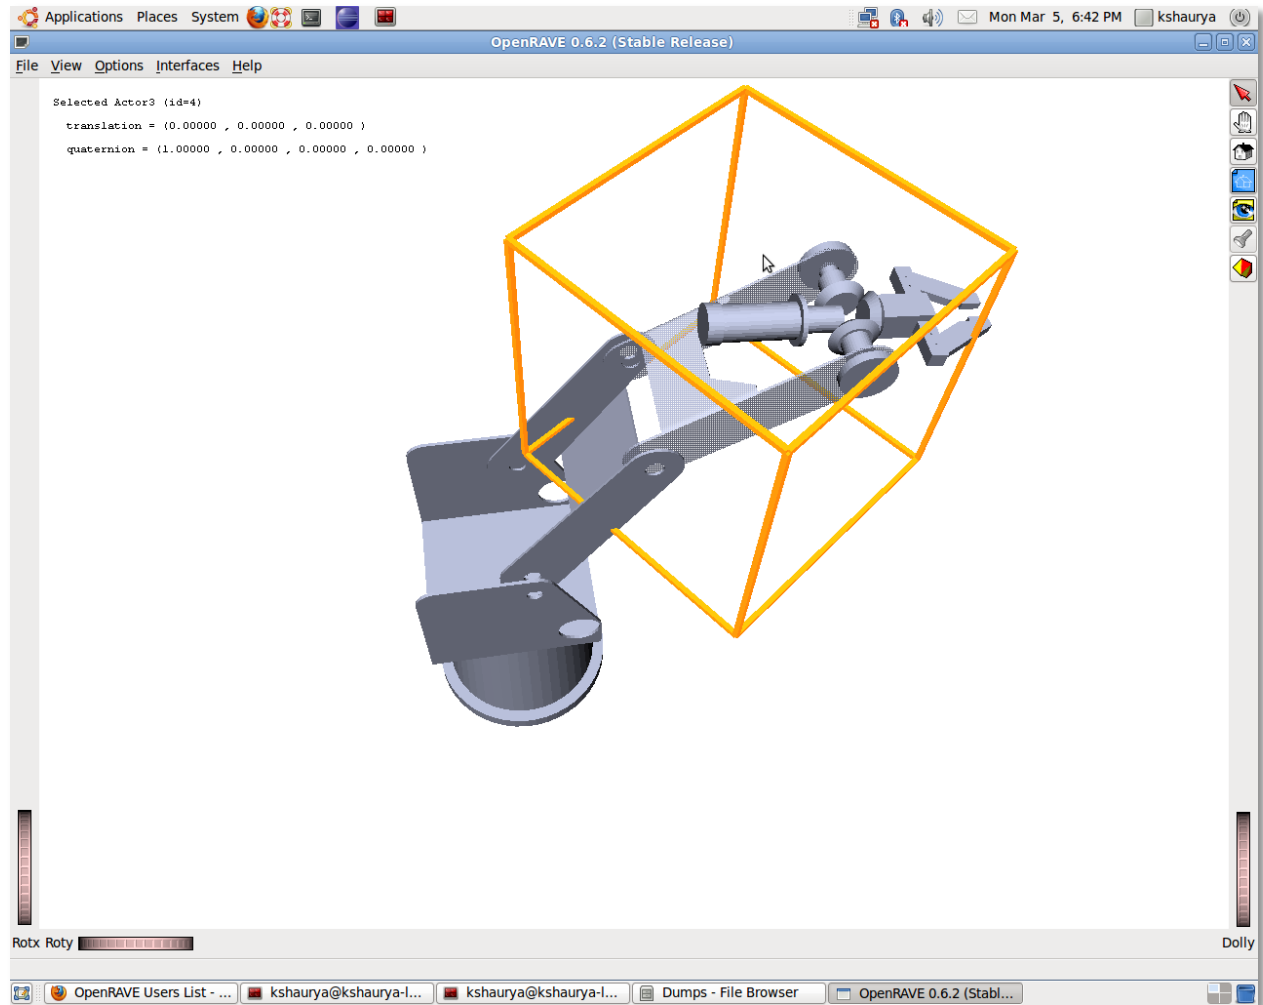 Applications Places System Mon Mar 5, 6:42 PM kshaurya
OpenRAVE 0.6.2 (Stable Release)
File View Options Interfaces Help
Selected Actor3 (id=4)
translation = (0.00000 , 0.00000 , 0.00000 )
quaternion = (1.00000 , 0.00000 , 0.00000 , 0.00000 )
Rotx Roty Dolly
OpenRAVE Users List - ... kshaurya@kshaurya-l... kshaurya@kshaurya-l... Dumps - File Browser OpenRAVE 0.6.2 (Stabl...